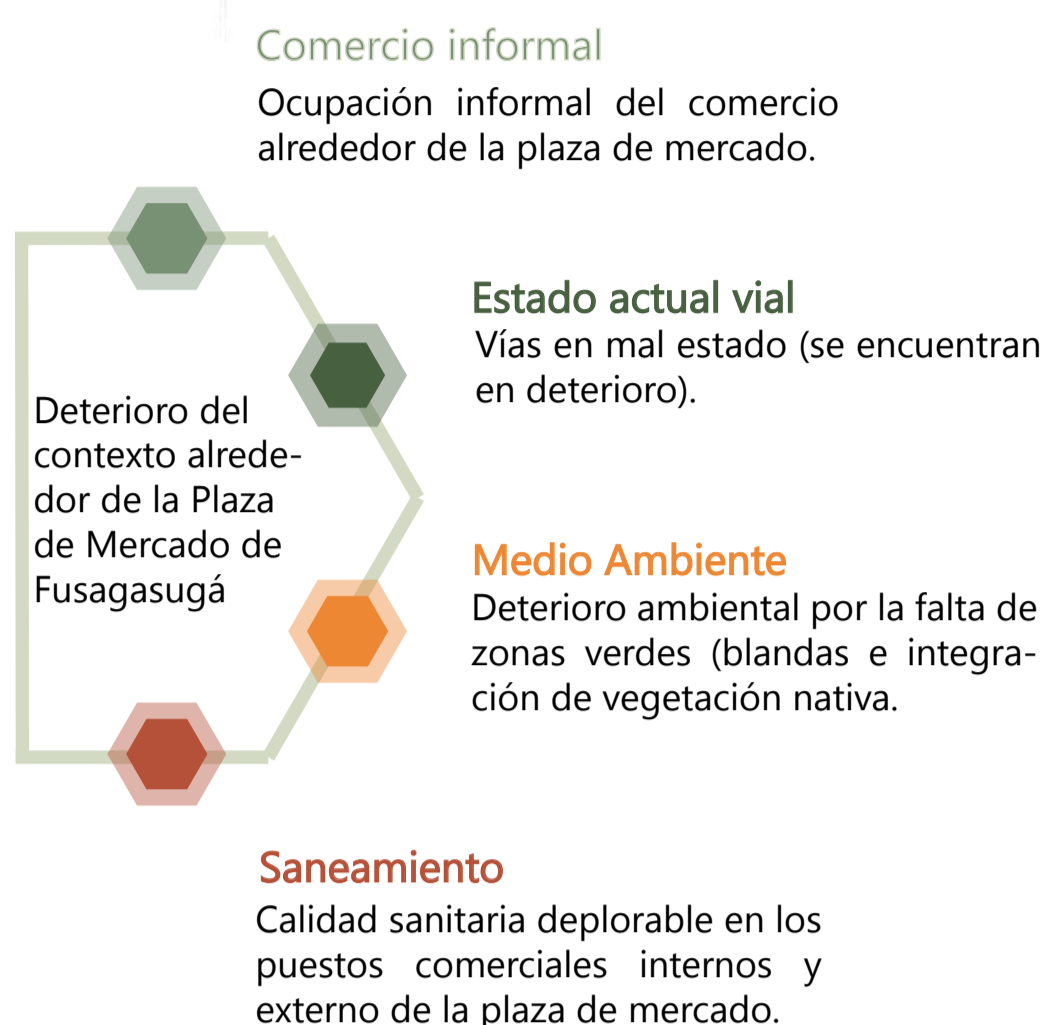 Comercio informal
Ocupación informal del comercio
alrededor de la plaza de mercado.
Estado actual vial
Vías en mal estado (se encuentran
en deterioro).
Deterioro del
contexto alrede-
dor de la Plaza
de Mercado de
Fusagasugá
Medio Ambiente
Deterioro ambiental por la falta de
zonas verdes (blandas e integra-
ción de vegetación nativa.
Saneamiento
Calidad sanitaria deplorable en los
puestos comerciales internos y
externo de la plaza de mercado.